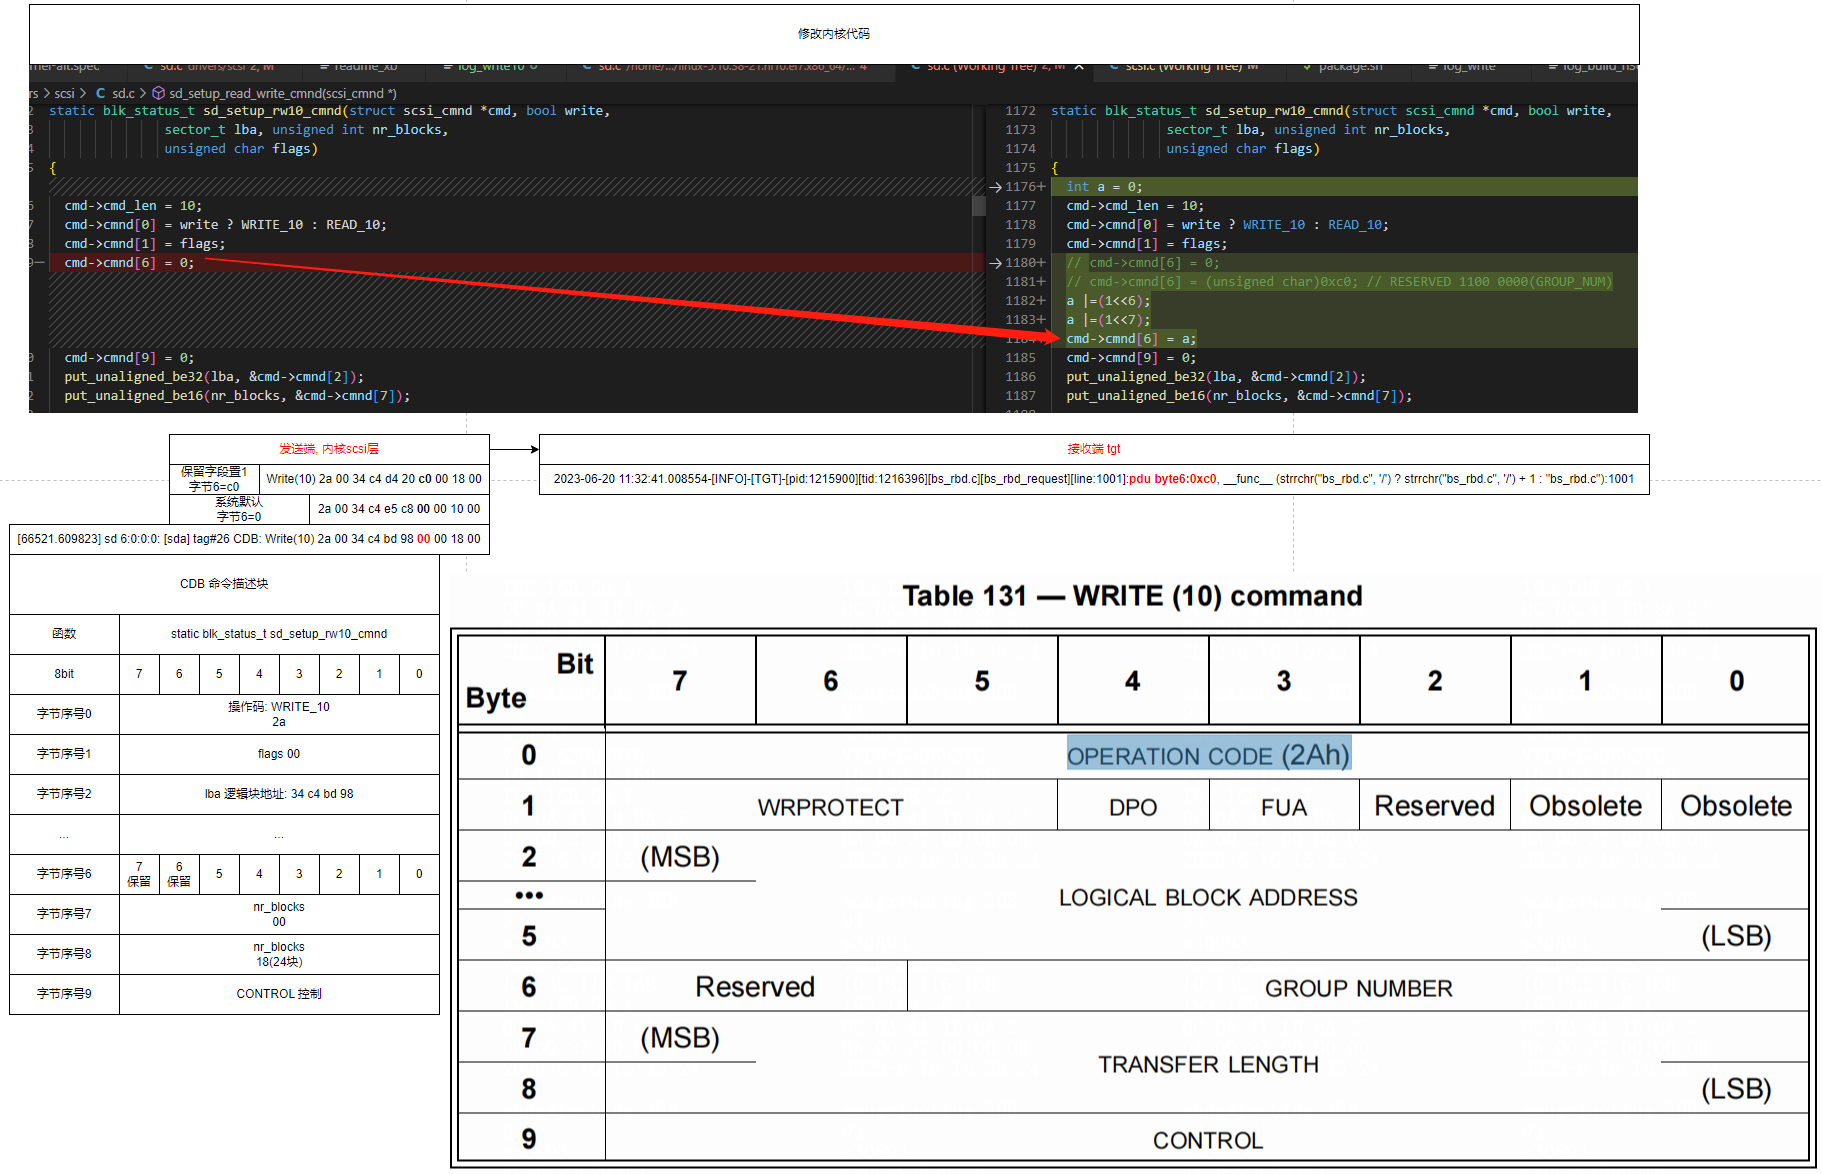 修改内核代码
sd.c drivers/scsi 2, M
readme_xb
log_write10 6
sd.c (Working Tree) 2, M
scsi.c (Working Tree) M
package.sh
log_write
rs > scsi > C sd.c > sd_setup_read_write_cmnd(scsi_cmnd *)
static blk_status_t sd_setup_rw10_cmnd(struct scsi_cmnd *cmd, bool write,
sector_t lba, unsigned int nr_blocks,
unsigned char flags)
{
cmd->cmd_len = 10;
cmd->cmnd[0] = write ? WRITE_10 : READ_10;
cmd->cmnd[1] = flags;
cmd->cmnd[6] = 0;
cmd->cmnd[9] = 0;
put_unaligned_be32(lba, &cmd->cmnd[2]);
put_unaligned_be16(nr_blocks, &cmd->cmnd[7]);
1172 static blk_status_t sd_setup_rw10_cmnd(struct scsi_cmnd *cmd, bool write,
1173 sector_t lba, unsigned int nr_blocks,
1174 unsigned char flags)
1175 {
1176+ int a = 0;
1177 cmd->cmd_len = 10;
1178 cmd->cmnd[0] = write ? WRITE_10 : READ_10;
1179 cmd->cmnd[1] = flags;
1180+ // cmd->cmnd[6] = 0;
1181+ // cmd->cmnd[6] = (unsigned char)0xc0; // RESERVED 1100 0000(GROUP_NUM)
1182+ a |=(1<<6);
1183+ a |=(1<<7);
1184+ cmd->cmnd[6] = a;
1185 cmd->cmnd[9] = 0;
1186 put_unaligned_be32(lba, &cmd->cmnd[2]);
1187 put_unaligned_be16(nr_blocks, &cmd->cmnd[7]);
发送端, 内核scsi层
保留字段置1
字节6=c0
Write(10) 2a 00 34 c4 d4 20 c0 00 18 00
系统默认
字节6=0
2a 00 34 c4 e5 c8 00 00 10 00
[66521.609823] sd 6:0:0:0: [sda] tag#26 CDB: Write(10) 2a 00 34 c4 bd 98 00 00 18 00
接收端 tgt
2023-06-20 11:32:41.008554-[INFO]-[TGT]-[pid:1215900][tid:1216396][bs_rbd.c][bs_rbd_request][line:1001]:pdu byte6:0xc0, __func__ (strrchr("bs_rbd.c", '/') ? strrchr("bs_rbd.c", '/') + 1 : "bs_rbd.c"):1001
CDB 命令描述块
函数 static blk_status_t sd_setup_rw10_cmnd
8bit 7 6 5 4 3 2 1 0
字节序号0 操作码: WRITE_10
2a
字节序号1 flags 00
字节序号2 lba 逻辑块地址: 34 c4 bd 98
... ...
字节序号6 7 6 5 4 3 2 1 0
保留 保留
字节序号7 nr_blocks
00
字节序号8 nr_blocks
18(24块)
字节序号9 CONTROL 控制
Table 131 — WRITE (10) command
Bit
Byte
7 6 5 4 3 2 1 0
0 OPERATION CODE (2Ah)
1 WRPROTECT DPO FUA Reserved Obsolete Obsolete
2 (MSB)
••• LOGICAL BLOCK ADDRESS
5 (LSB)
6 Reserved GROUP NUMBER
7 (MSB)
TRANSFER LENGTH
8 (LSB)
9 CONTROL